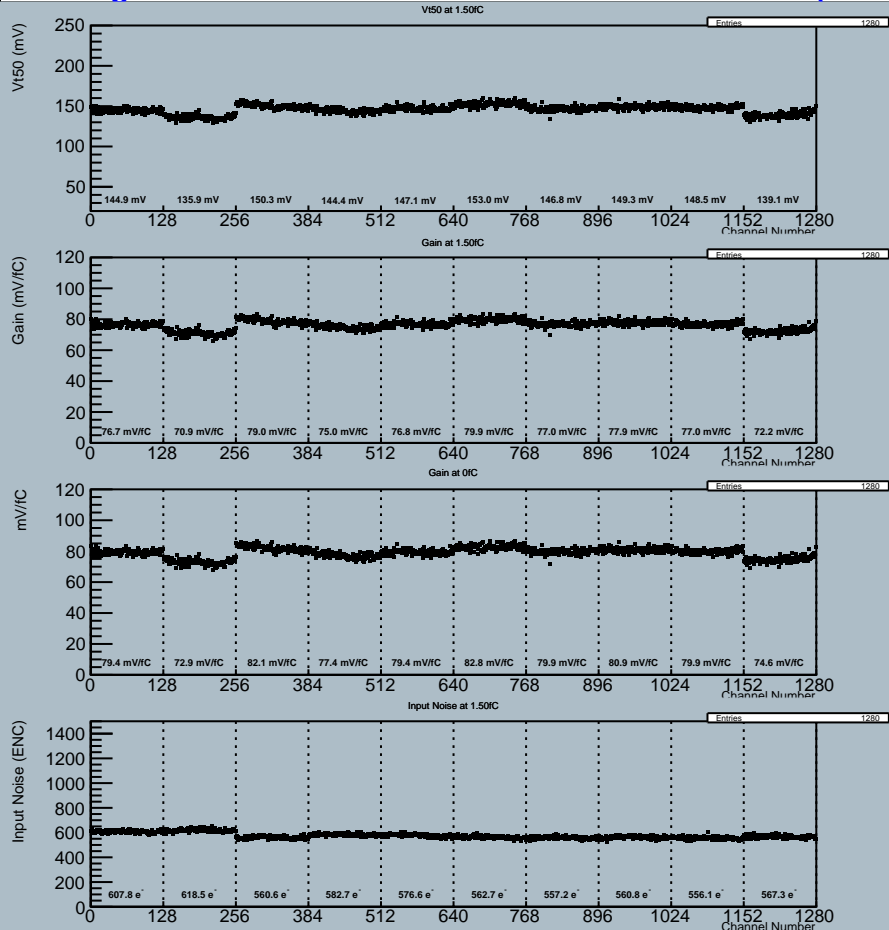 Vt50 at 1.50fC
Entries 1280
Vt50 (mV)
250
200
150
100
50
144.9 mV 135.9 mV 150.3 mV 144.4 mV 147.1 mV 153.0 mV 146.8 mV 149.3 mV 148.5 mV 139.1 mV
0 128 256 384 512 640 768 896 1024 1152 1280
Channel Number
Gain at 1.50fC
Entries 1280
Gain (mV/fC)
120
100
80
60
40
20
0
76.7 mV/fC 70.9 mV/fC 79.0 mV/fC 75.0 mV/fC 76.8 mV/fC 79.9 mV/fC 77.0 mV/fC 77.9 mV/fC 77.0 mV/fC 72.2 mV/fC
0 128 256 384 512 640 768 896 1024 1152 1280
Channel Number
Gain at 0fC
Entries 1280
mV/fC
120
100
80
60
40
20
0
79.4 mV/fC 72.9 mV/fC 82.1 mV/fC 77.4 mV/fC 79.4 mV/fC 82.8 mV/fC 79.9 mV/fC 80.9 mV/fC 79.9 mV/fC 74.6 mV/fC
0 128 256 384 512 640 768 896 1024 1152 1280
Channel Number
Input Noise at 1.50fC
Entries 1280
Input Noise (ENC)
1400
1200
1000
800
600
400
200
0
607.8 e⁻ 618.5 e⁻ 560.6 e⁻ 582.7 e⁻ 576.6 e⁻ 562.7 e⁻ 557.2 e⁻ 560.8 e⁻ 556.1 e⁻ 567.3 e⁻
0 128 256 384 512 640 768 896 1024 1152 1280
Channel Number